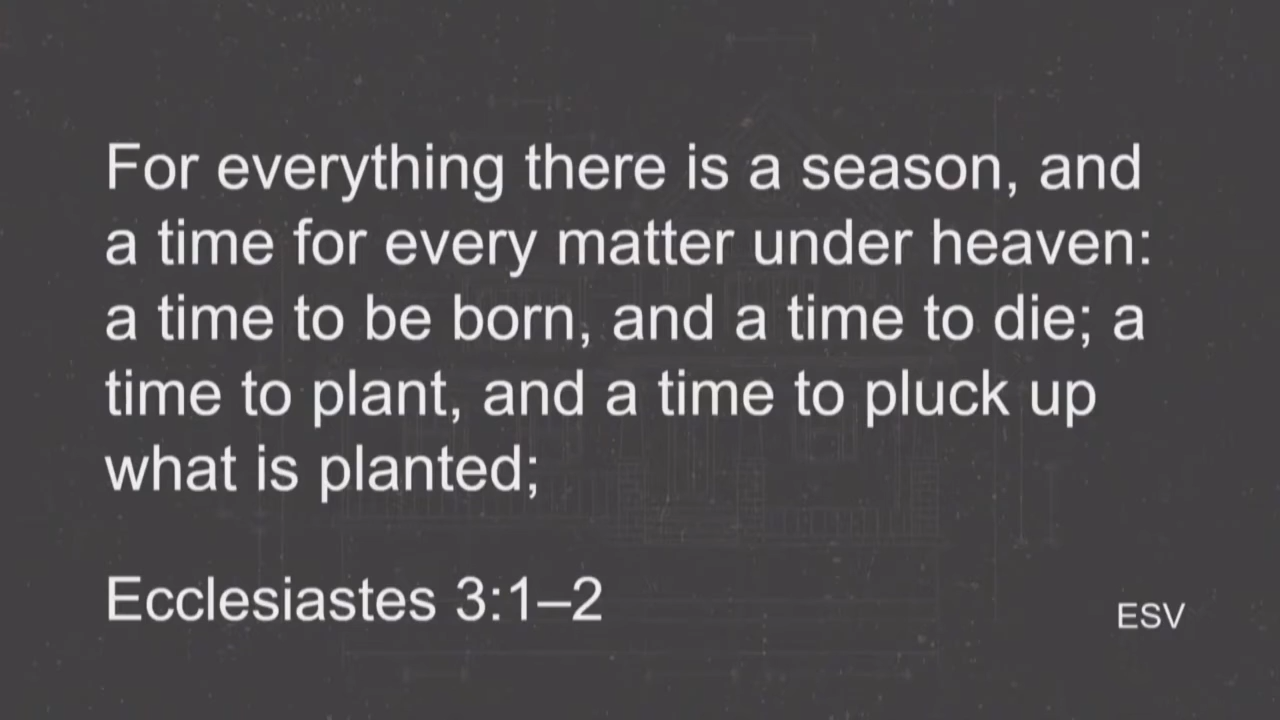 For everything there is a season, and
a time for every matter under heaven:
a time to be born, and a time to die; a
time to plant, and a time to pluck up
what is planted;
Ecclesiastes 3:1–2
ESV